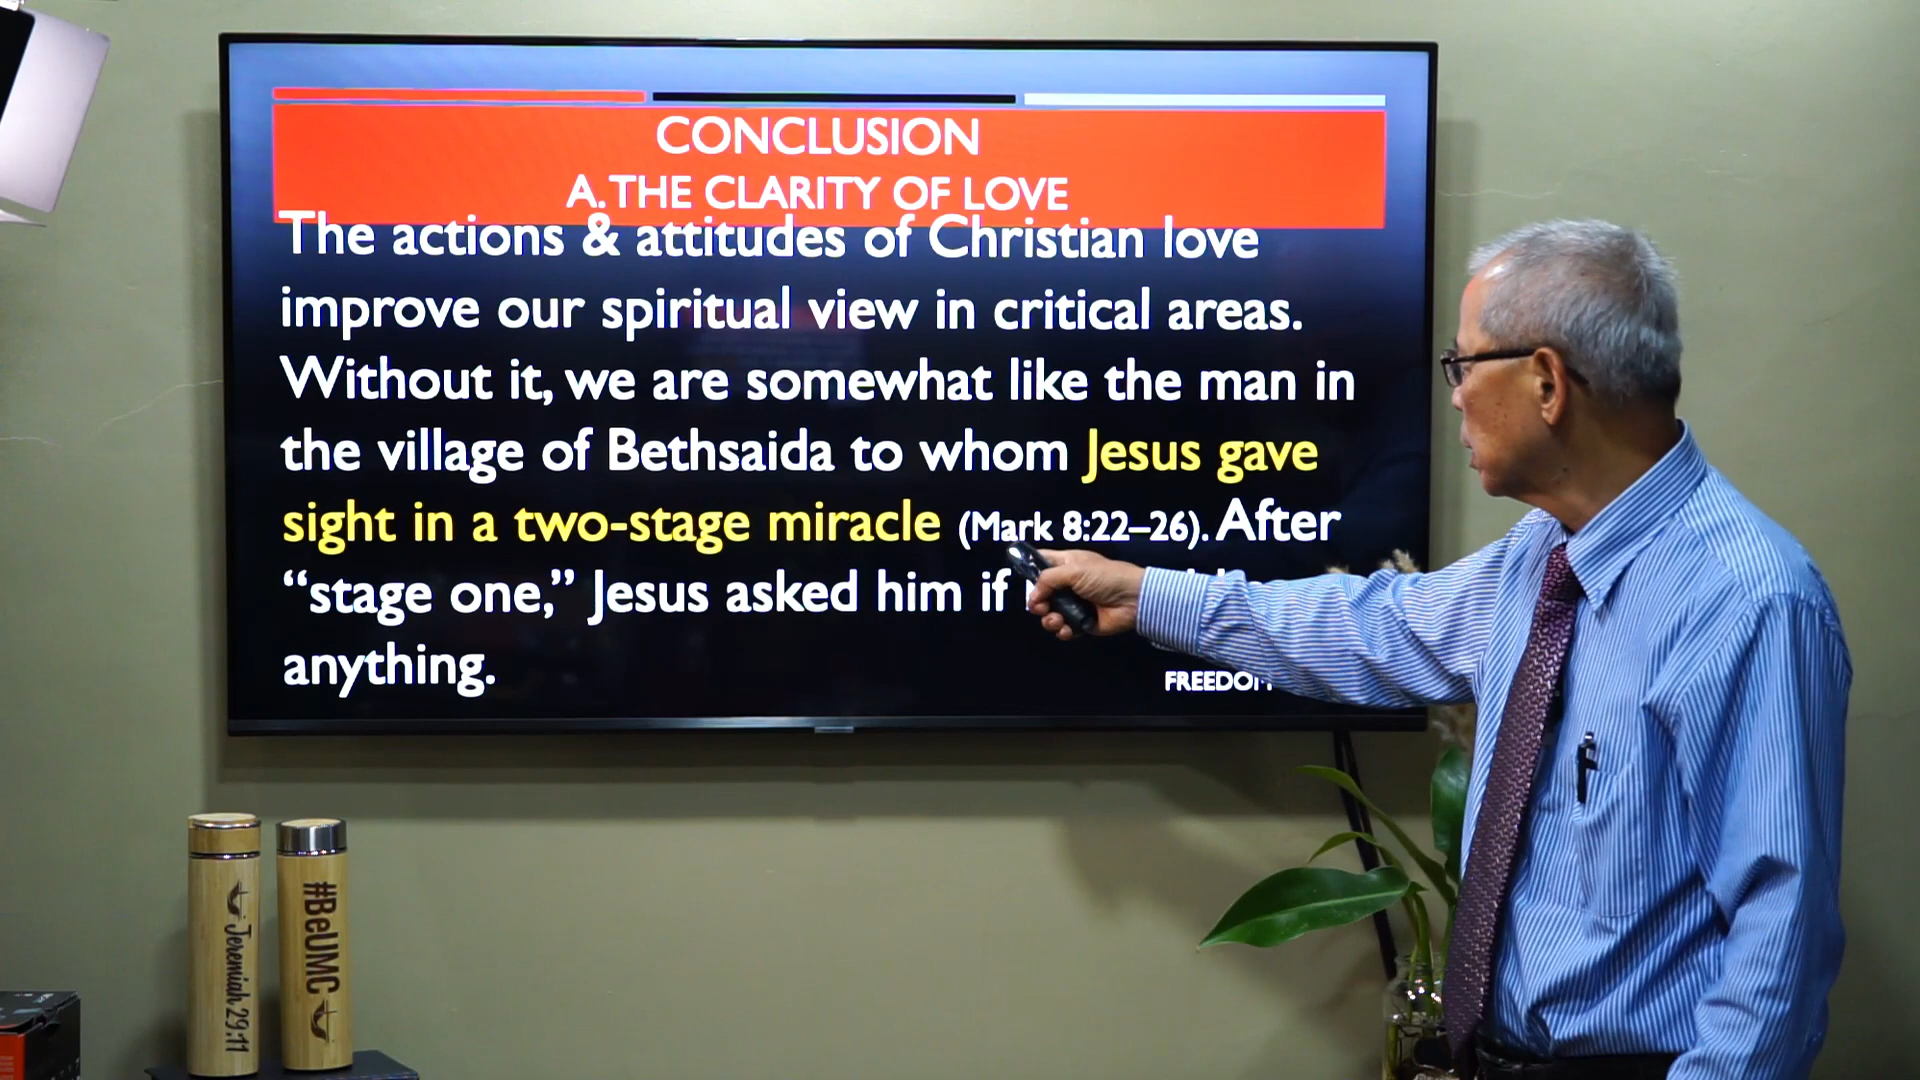 CONCLUSION
A. THE CLARITY OF LOVE
The actions & attitudes of Christian love
improve our spiritual view in critical areas.
Without it, we are somewhat like the man in
the village of Bethsaida to whom Jesus gave
sight in a two-stage miracle (Mark 8:22–26). After
“stage one,” Jesus asked him if
anything.
FREEDOM
Jeremiah 29:11
#BeUMC